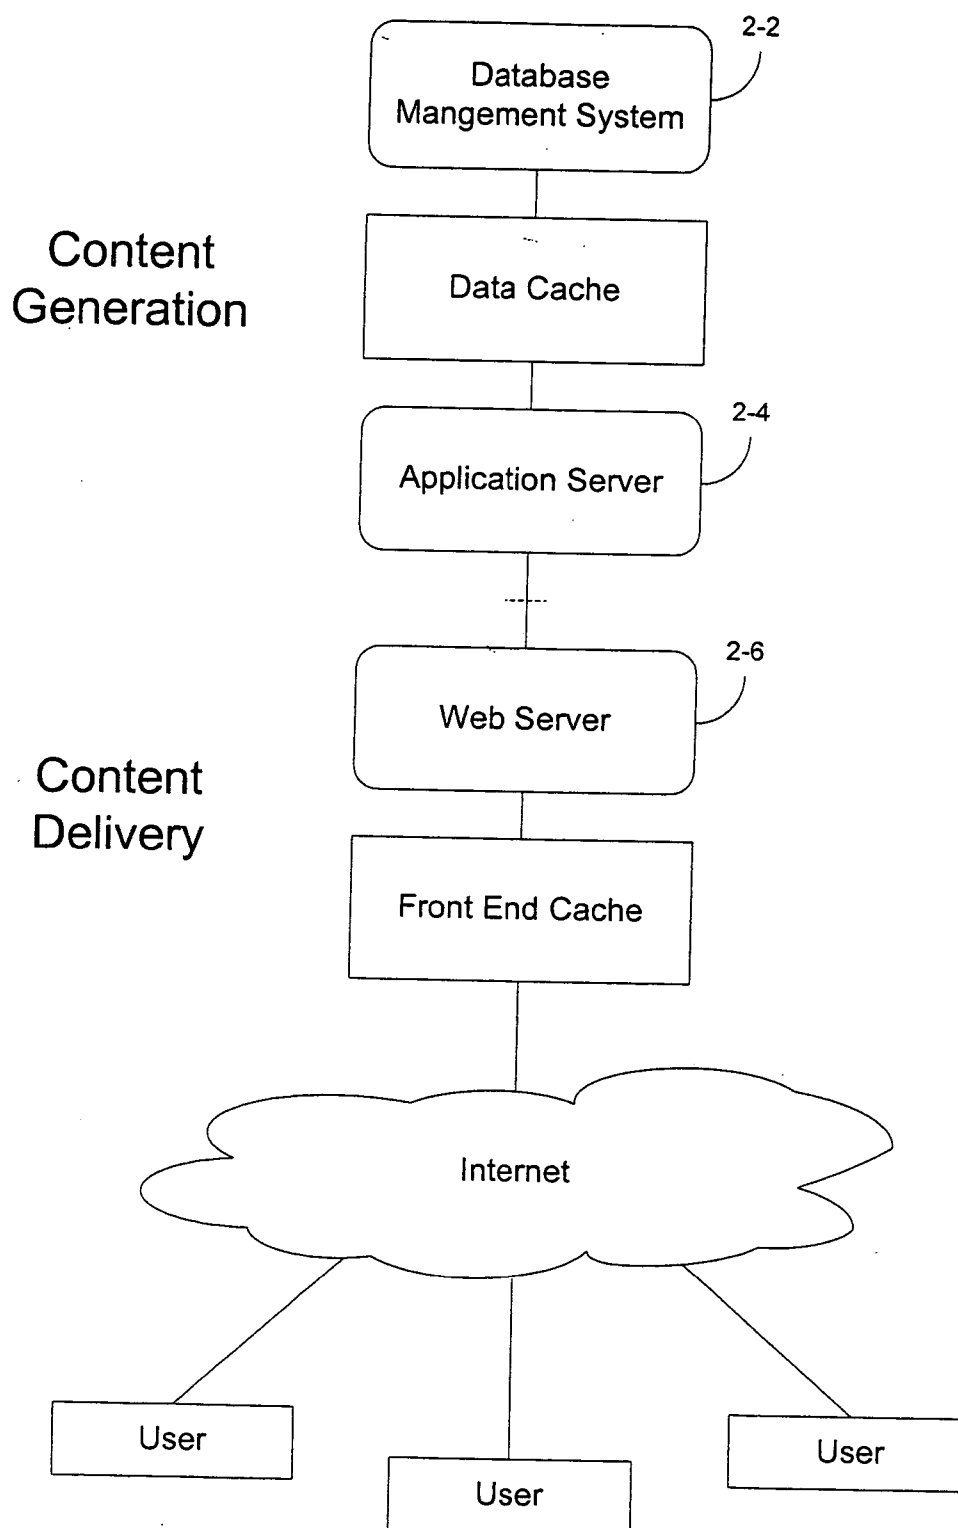 2-2
Database
Mangement System
Content
Generation
Data Cache
2-4
Application Server
2-6
Web Server
Content
Delivery
Front End Cache
Internet
User
User
User